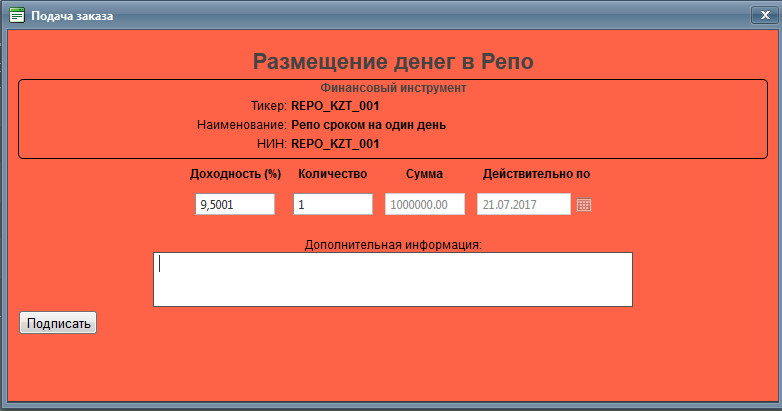 Подача заказа
Размещение денег в Репо
Финансовый инструмент
Тикер: REPO_KZT_001
Наименование: Репо сроком на один день
НИН: REPO_KZT_001
Доходность (%) Количество Сумма Действительно по
9,5001 1 1000000.00 21.07.2017
Дополнительная информация:
Подписать